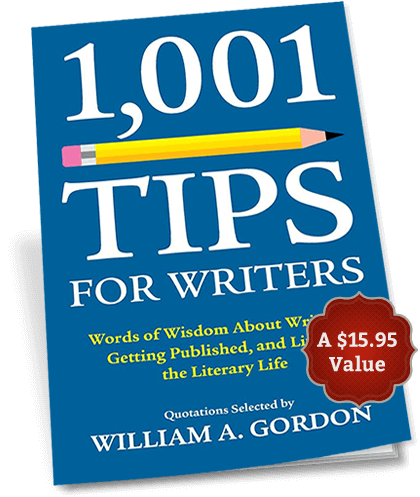 1,001
TIPS
FOR WRITERS
Words of Wisdom About
Getting Published, and
the Literary Life
A $15.95
Value
Quotations Selected by
WILLIAM A. GORDON